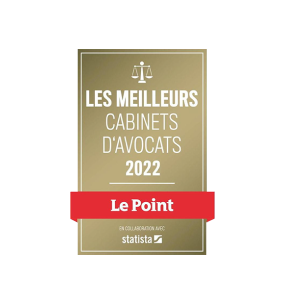 LES MEILLEURS
CABINETS
D'AVOCATS
2022
Le Point
EN COLLABORATION AVEC
statista